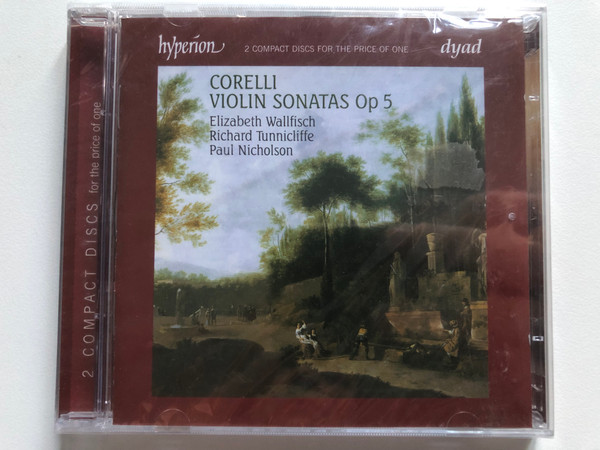 hyperion
2 COMPACT DISCS FOR THE PRICE OF ONE
dyad
CORELLI
VIOLIN SONATAS Op 5
Elizabeth Wallfisch
Richard Tunnicliffe
Paul Nicholson
2 COMPACT DISCS for the price of one